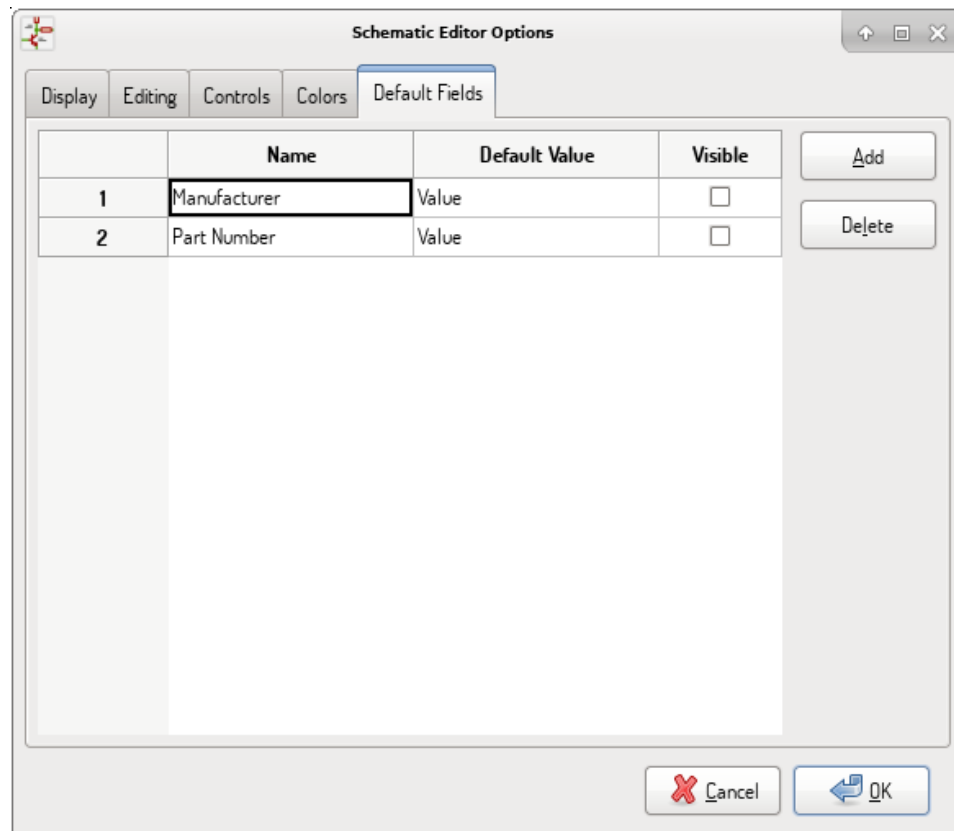 Schematic Editor Options
Display Editing Controls Colors Default Fields
Name Default Value Visible Add
1 Manufacturer Value
Delete
2 Part Number Value
Cancel OK